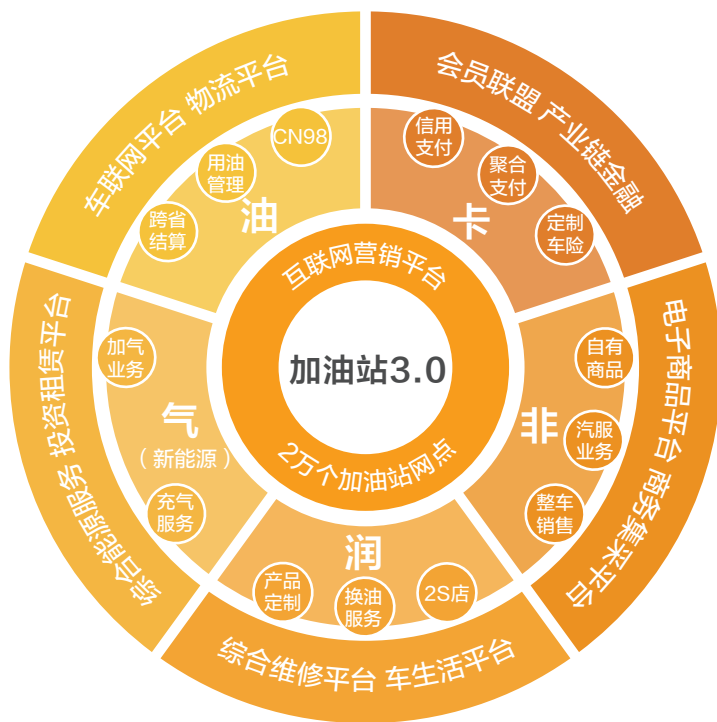 车联网平台 物流平台
会员联盟 产业链金融
电子商品平台 商务集采平台
综合维修平台 车生活平台
综合能源服务 投资租赁平台
CN98
用油
管理
跨省
结算
油
信用
支付
聚合
支付
定制
车险
卡
自有
商品
汽服
业务
整车
销售
非
润
产品
定制
换油
服务
2S店
加气
业务
气
（新能源）
充气
服务
互联网营销平台
加油站3.0
2万个加油站网点